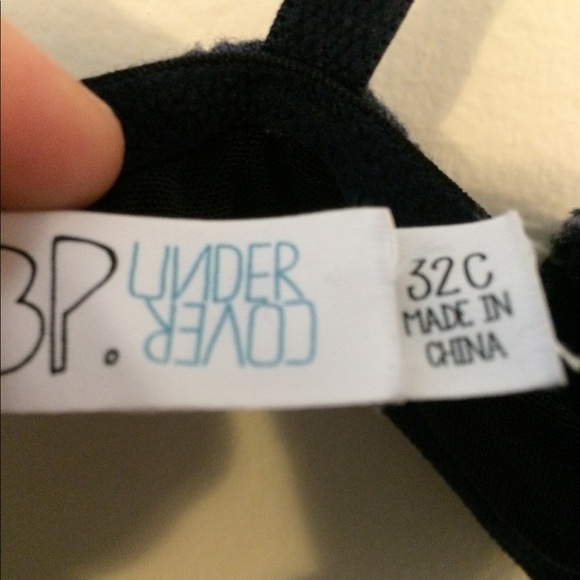 BP.
UNDER
COVER
32C
MADE IN
CHINA